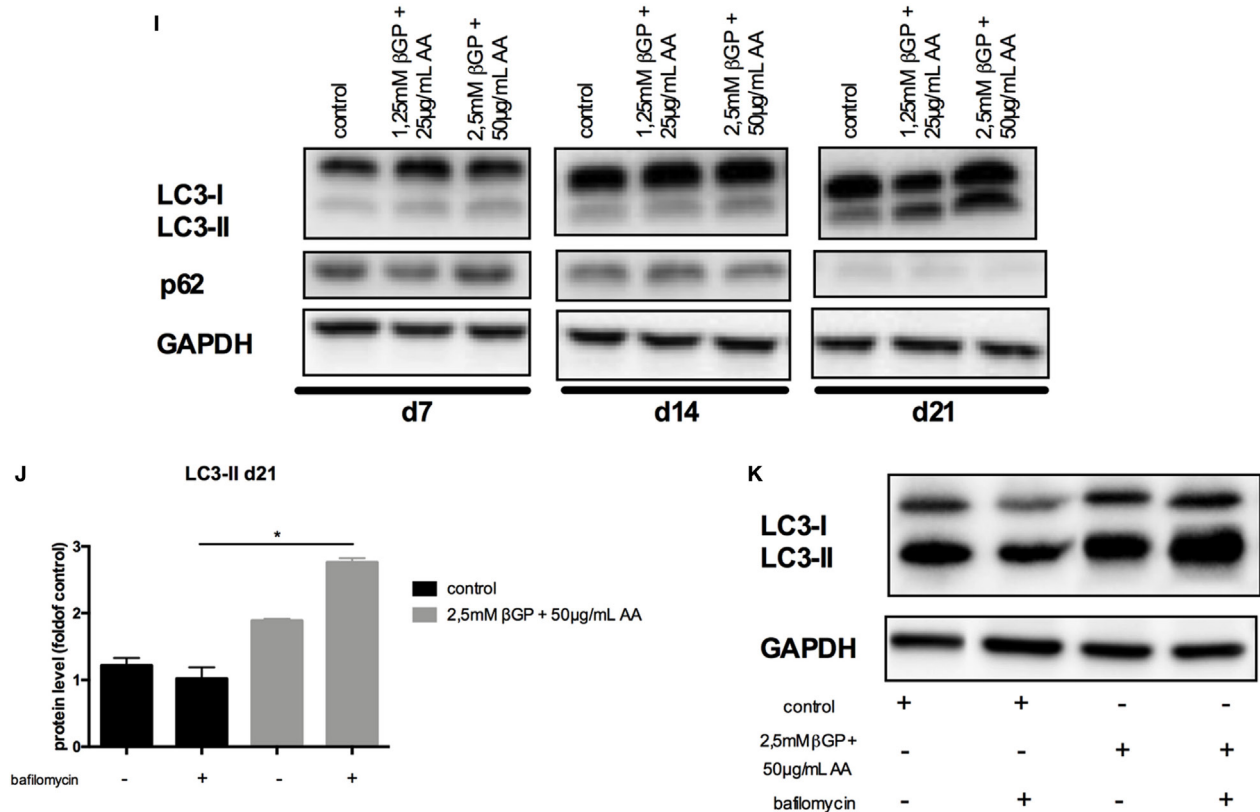 I
control
1,25mM βGP +
25µg/mL AA
2,5mM βGP +
50µg/mL AA
control
1,25mM βGP +
25µg/mL AA
2,5mM βGP +
50µg/mL AA
control
1,25mM βGP +
25µg/mL AA
2,5mM βGP +
50µg/mL AA
LC3-I
LC3-II
p62
GAPDH
d7 d14 d21
J
LC3-II d21
*
protein level (foldof control)
3
2
1
0
control
2,5mM βGP + 50µg/mL AA
bafilomycin - + - +
K
LC3-I
LC3-II
GAPDH
control + + - -
2,5mM βGP +
50µg/mL AA - - + +
bafilomycin - + - +